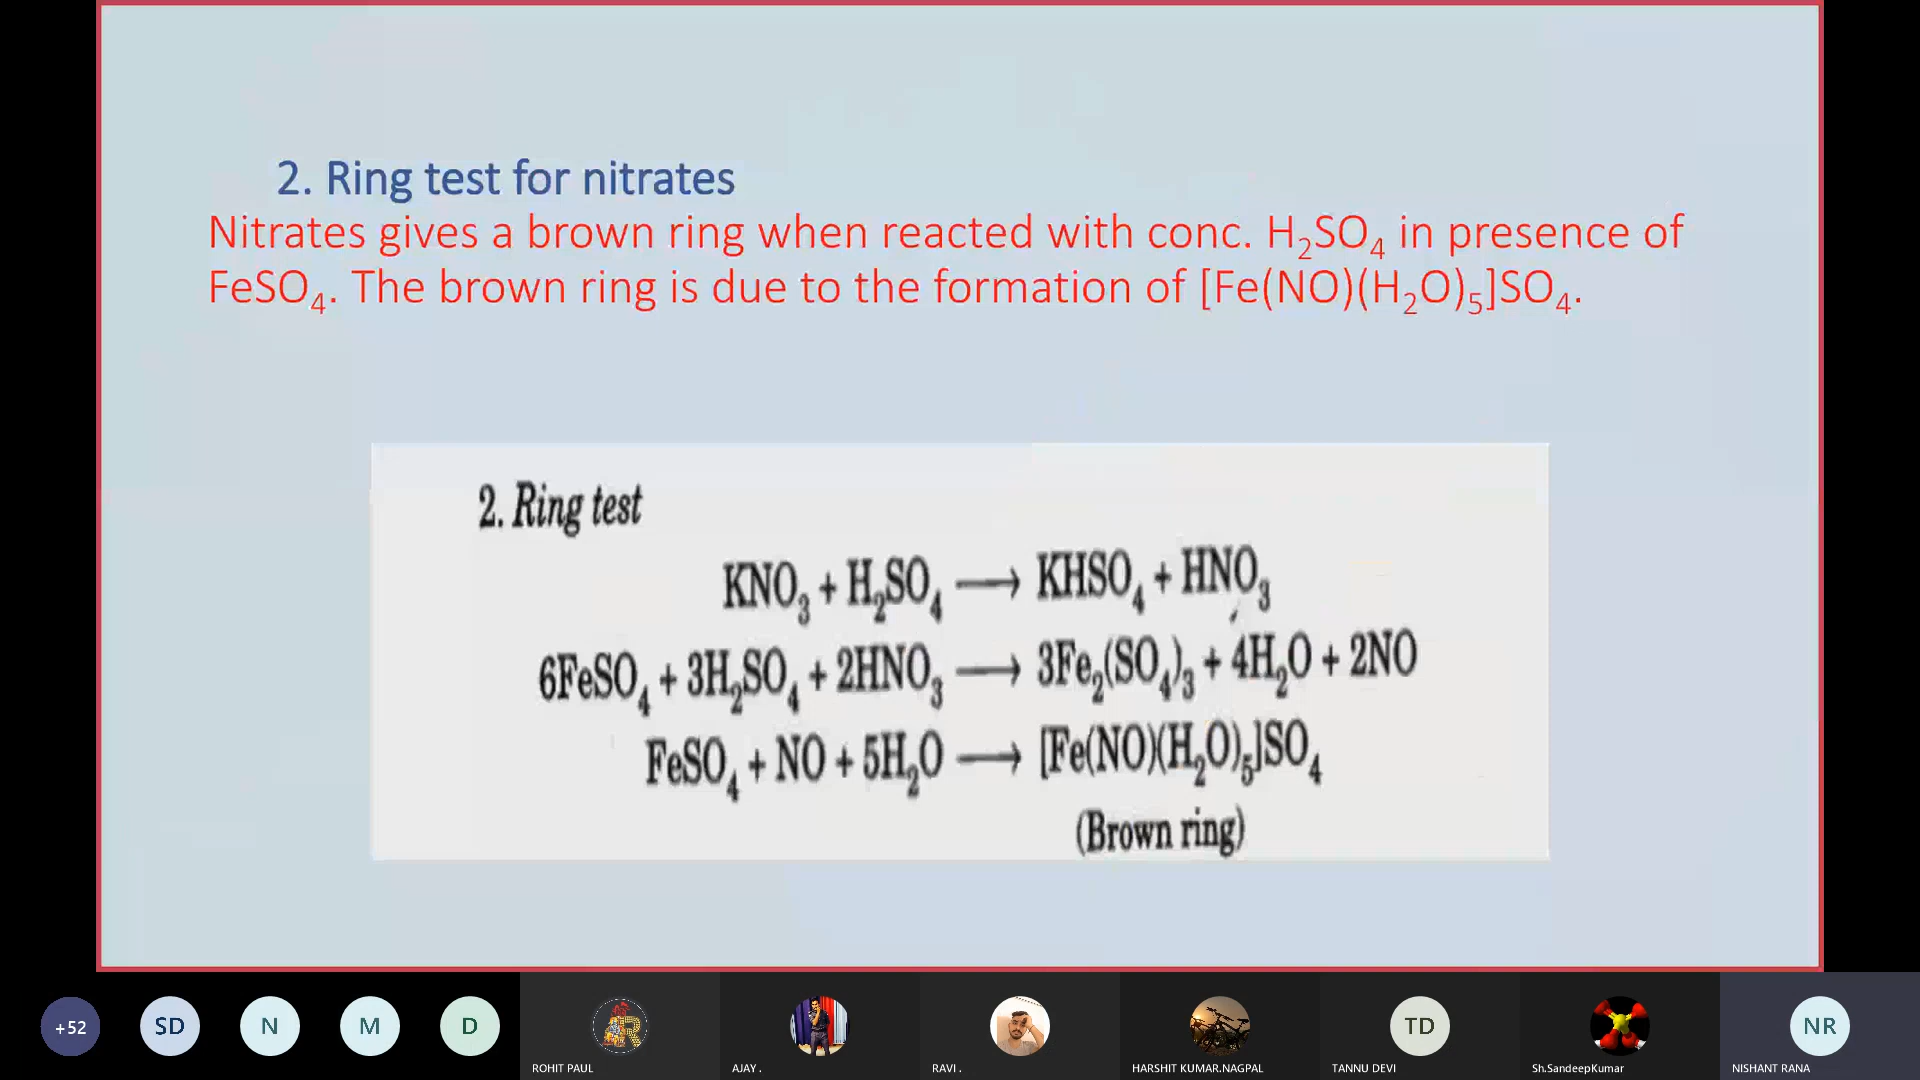 2. Ring test for nitrates
Nitrates gives a brown ring when reacted with conc. H₂SO₄ in presence of
FeSO₄. The brown ring is due to the formation of [Fe(NO)(H₂O)₅]SO₄.
2. Ring test
KNO₃ + H₂SO₄ ⟶ KHSO₄ + HNO₃
6FeSO₄ + 3H₂SO₄ + 2HNO₃ ⟶ 3Fe₂(SO₄)₃ + 4H₂O + 2NO
FeSO₄ + NO + 5H₂O ⟶ [Fe(NO)(H₂O)₅]SO₄
(Brown ring)
+52 SD N M D R TD NR
ROHIT PAUL AJAY . RAVI . HARSHIT KUMAR.NAGPAL TANNU DEVI Sh.SandeepKumar NISHANT RANA